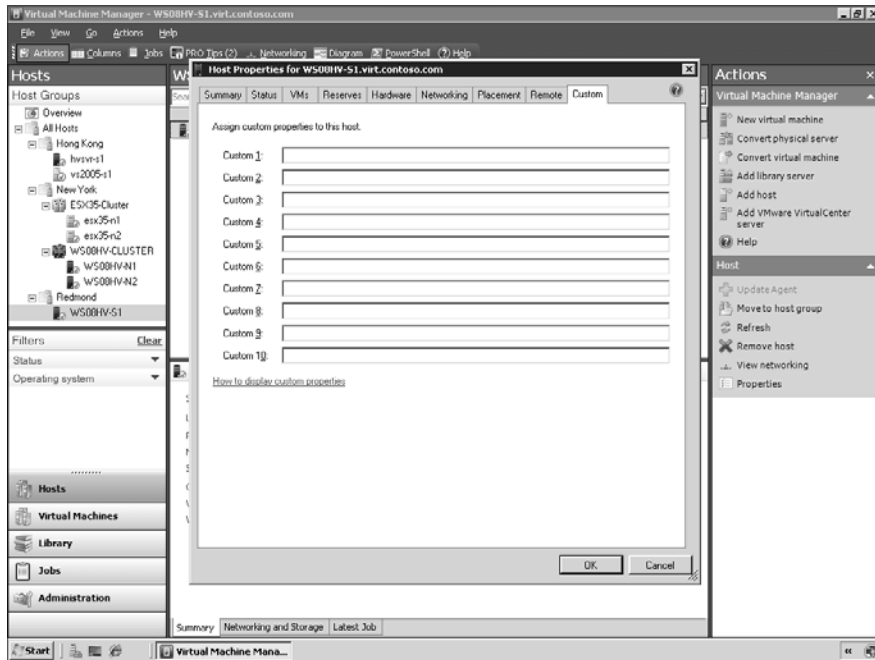 Virtual Machine Manager - WS08HV-S1.virt.contoso.com
File View Go Actions Help
Actions Columns Jobs PRO Tips (2) Networking Diagram PowerShell Help
Hosts
Host Groups
Overview
All Hosts
Hong Kong
hvsvr-s1
vs2005-s1
New York
ESX35-Cluster
esx35-n1
esx35-n2
WS08HV-CLUSTER
WS08HV-N1
WS08HV-N2
Redmond
WS08HV-S1
Filters Clear
Status
Operating system
Hosts
Virtual Machines
Library
Jobs
Administration
Host Properties for WS08HV-S1.virt.contoso.com
Summary Status VMs Reserves Hardware Networking Placement Remote Custom
Assign custom properties to this host.
Custom 1:
Custom 2:
Custom 3:
Custom 4:
Custom 5:
Custom 6:
Custom 7:
Custom 8:
Custom 9:
Custom 10:
How to display custom properties
OK Cancel
Summary Networking and Storage Latest Job
Actions
Virtual Machine Manager
New virtual machine
Convert physical server
Convert virtual machine
Add library server
Add host
Add VMware VirtualCenter
server
Help
Host
Update Agent
Move to host group
Refresh
Remove host
View networking
Properties
Start Virtual Machine Mana...